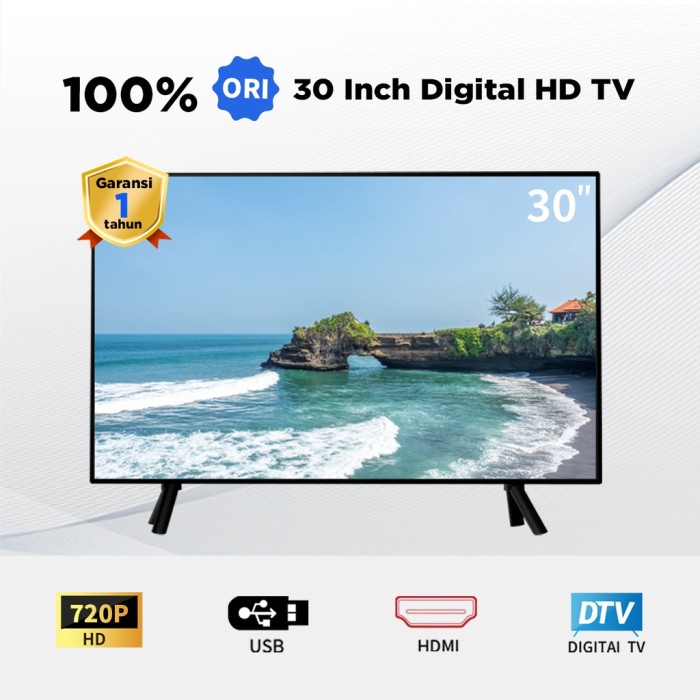 100% ORI 30 Inch Digital HD TV
Garansi
1
tahun
30"
720P
HD
USB
HDMI
DTV
DIGITAI TV